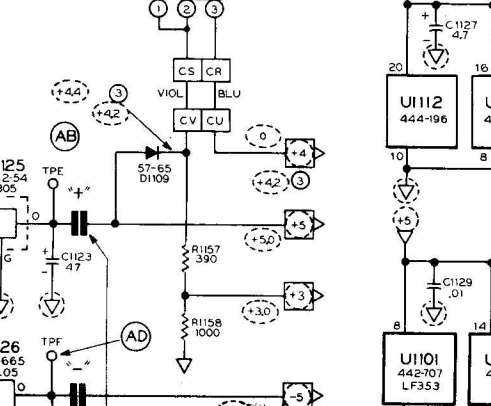 1 2 3
C1127
4.7
+
-
CS CR
VIOL BLU
CV CU
+4,4
3
+4,2
20
16
U1112
444-196
0
+4
AB
57-65
D1109
+4,2 3
10
8
125
2-54
805
TPE
"+"
O
+5
+5
+5,0
G
+
-
C1123
47
R1157
390
C1129
.01
+3
+3,0
R1158
1000
8
14
26
665
.05
TPF
AD
"-"
O
U1101
442-707
LF353
-5